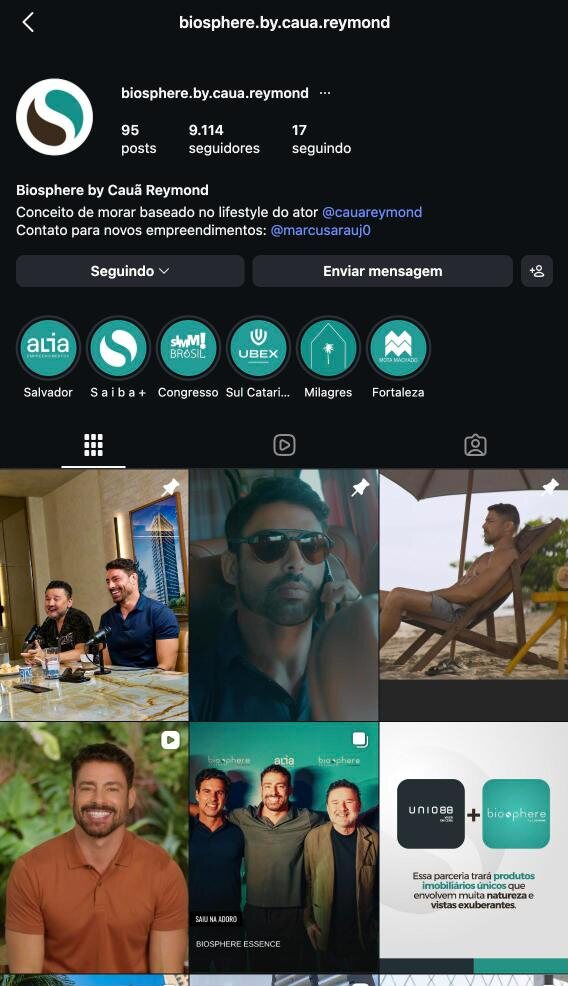 biosphere.by.caua.reymond
biosphere.by.caua.reymond ...
95
posts
9.114
seguidores
17
seguindo
Biosphere by Cauã Reymond
Conceito de morar baseado no lifestyle do ator @cauareymond
Contato para novos empreendimentos: @marcusarauj0
Seguindo
Enviar mensagem
alia
EMPREENDIMENTOS
Salvador
S a i b a +
sIMM!
BRASIL
Congresso
UBEX
Sul Catari...
Milagres
MOTA MACHADO
Fortaleza
biosphere
alia
biosphere
SAIU NA ADORO
BIOSPHERE ESSENCE
UNIO88
+
biosphere
Essa parceria trará produtos
imobiliários únicos que
envolvem muita natureza e
vistas exuberantes.